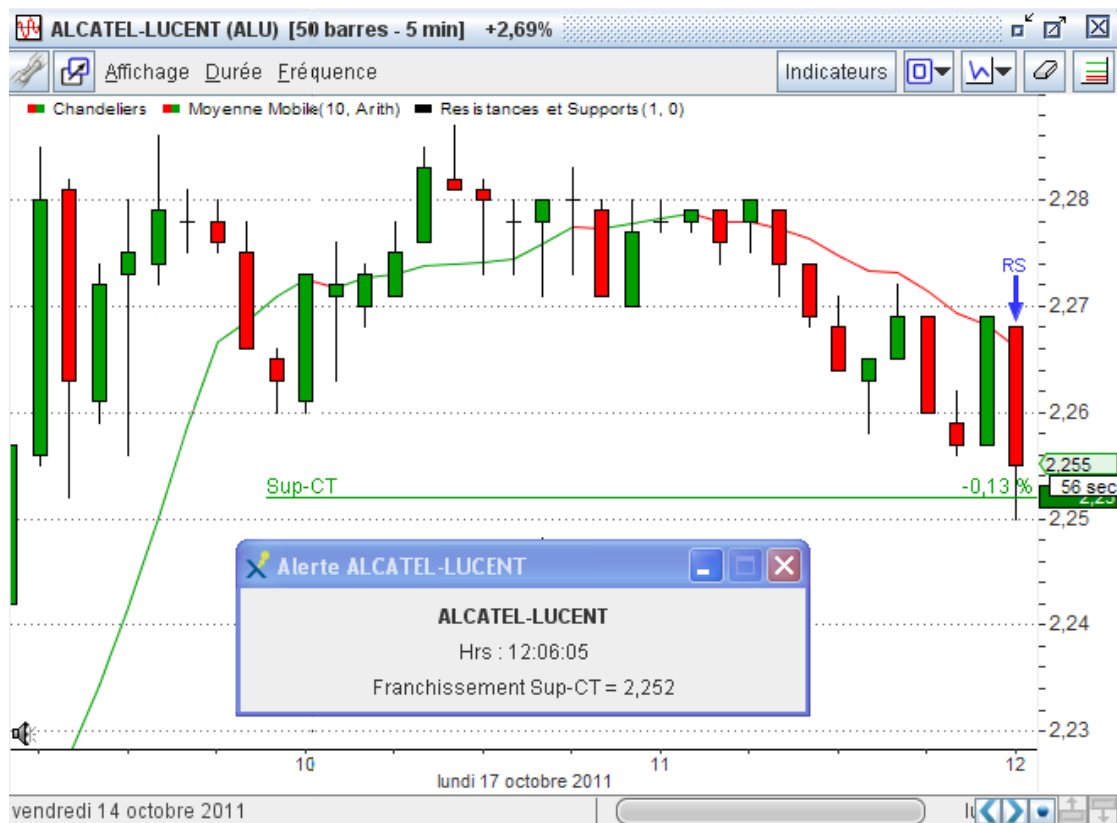 ALCATEL-LUCENT (ALU) [50 barres - 5 min] +2,69%
Affichage Durée Fréquence Indicateurs
Chandeliers Moyenne Mobile(10, Arith) Resistances et Supports(1, 0)
2,28
RS
2,27
2,26
2,255
Sup-CT -0,13 %
56 sec
2,25
Alerte ALCATEL-LUCENT
ALCATEL-LUCENT
Hrs : 12:06:05
Franchissement Sup-CT = 2,252
2,24
2,23
10 11 12
lundi 17 octobre 2011
vendredi 14 octobre 2011